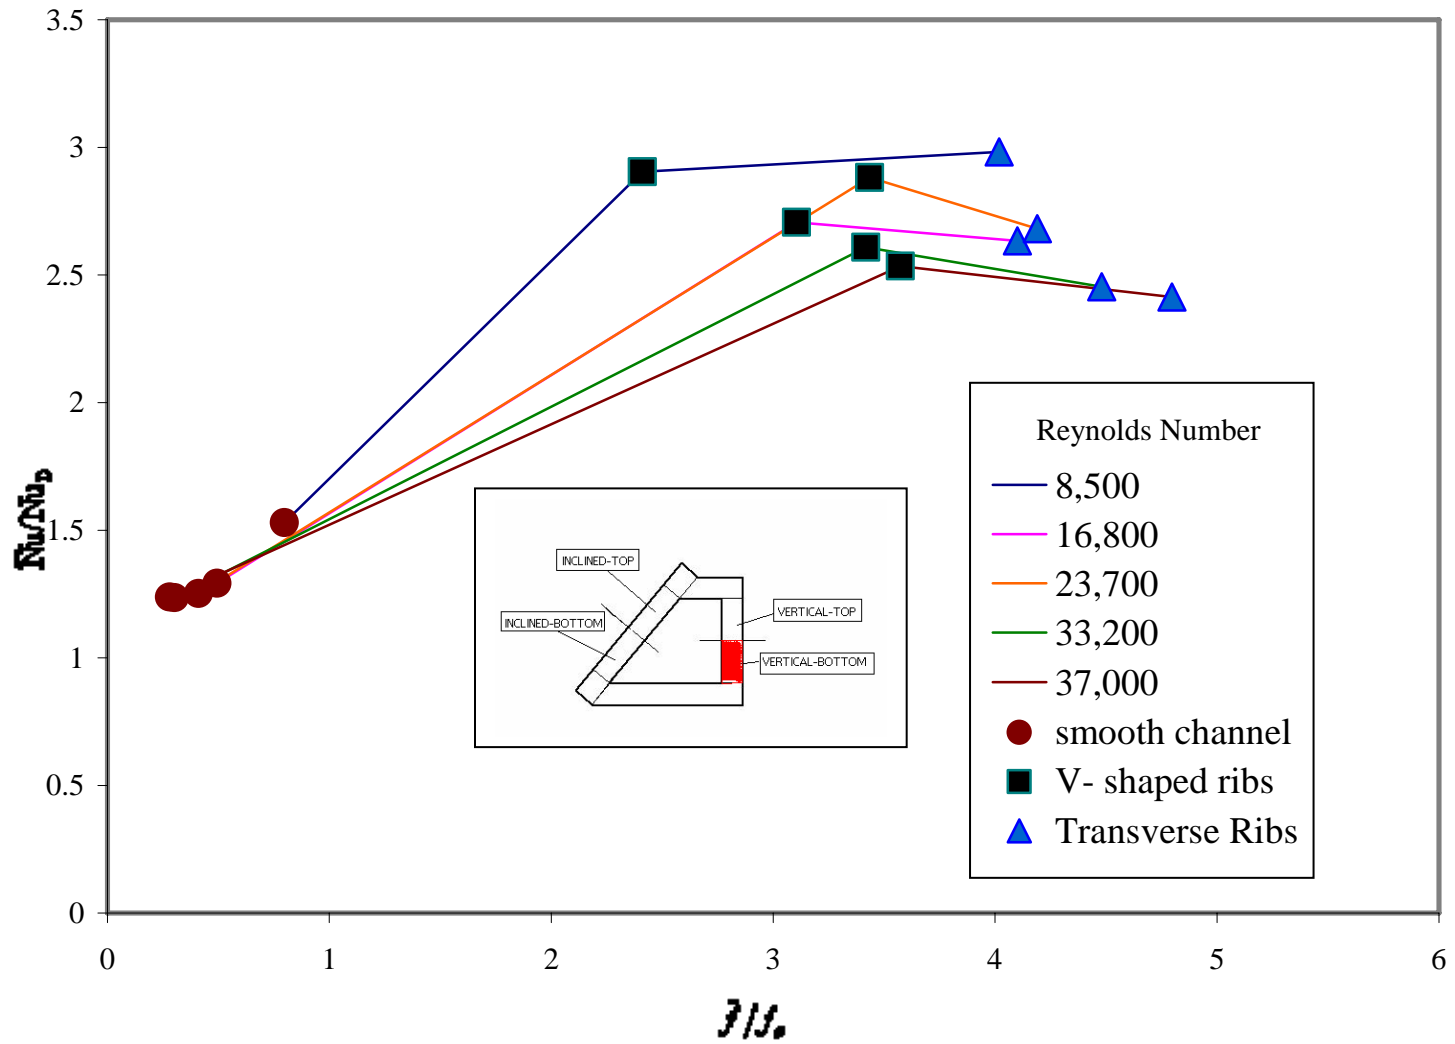 3.5
3
2.5
2
1.5
1
0.5
0
Nu/Nu
0 1 2 3 4 5 6
Reynolds Number
8,500
16,800
23,700
33,200
37,000
smooth channel
V- shaped ribs
Transverse Ribs
INCLINED-TOP
INCLINED-BOTTOM
VERTICAL-TOP
VERTICAL-BOTTOM